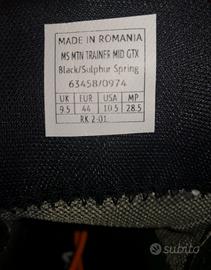 MADE IN ROMANIA
MS MTN TRAINER MID GTX
Black/Sulphur Spring
63458/0974
UK EUR USA MP
9.5 44 10.5 28.5
RK 2-01
subito